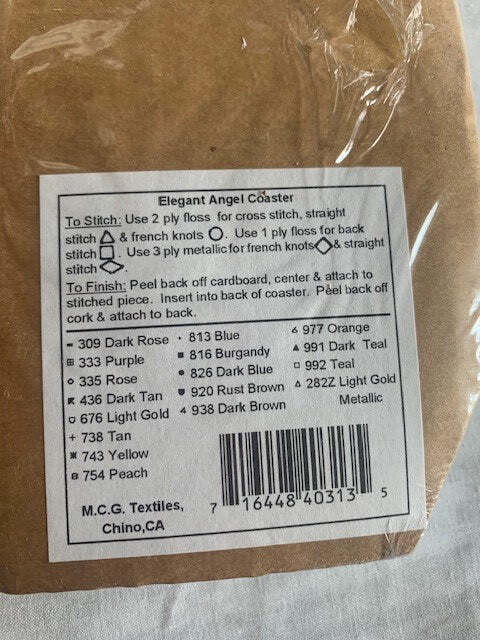 Elegant Angel Coaster
To Stitch: Use 2 ply floss for cross stitch, straight
stitch △ & french knots ○. Use 1 ply floss for back
stitch □. Use 3 ply metallic for french knots ◇ & straight
stitch ◇.
To Finish: Peel back off cardboard, center & attach to
stitched piece. Insert into back of coaster. Peel back off
cork & attach to back.
309 Dark Rose
333 Purple
335 Rose
436 Dark Tan
676 Light Gold
+ 738 Tan
743 Yellow
754 Peach
813 Blue
816 Burgandy
826 Dark Blue
920 Rust Brown
938 Dark Brown
977 Orange
991 Dark Teal
992 Teal
282Z Light Gold
Metallic
M.C.G. Textiles,
Chino,CA
7 16448 40313 5